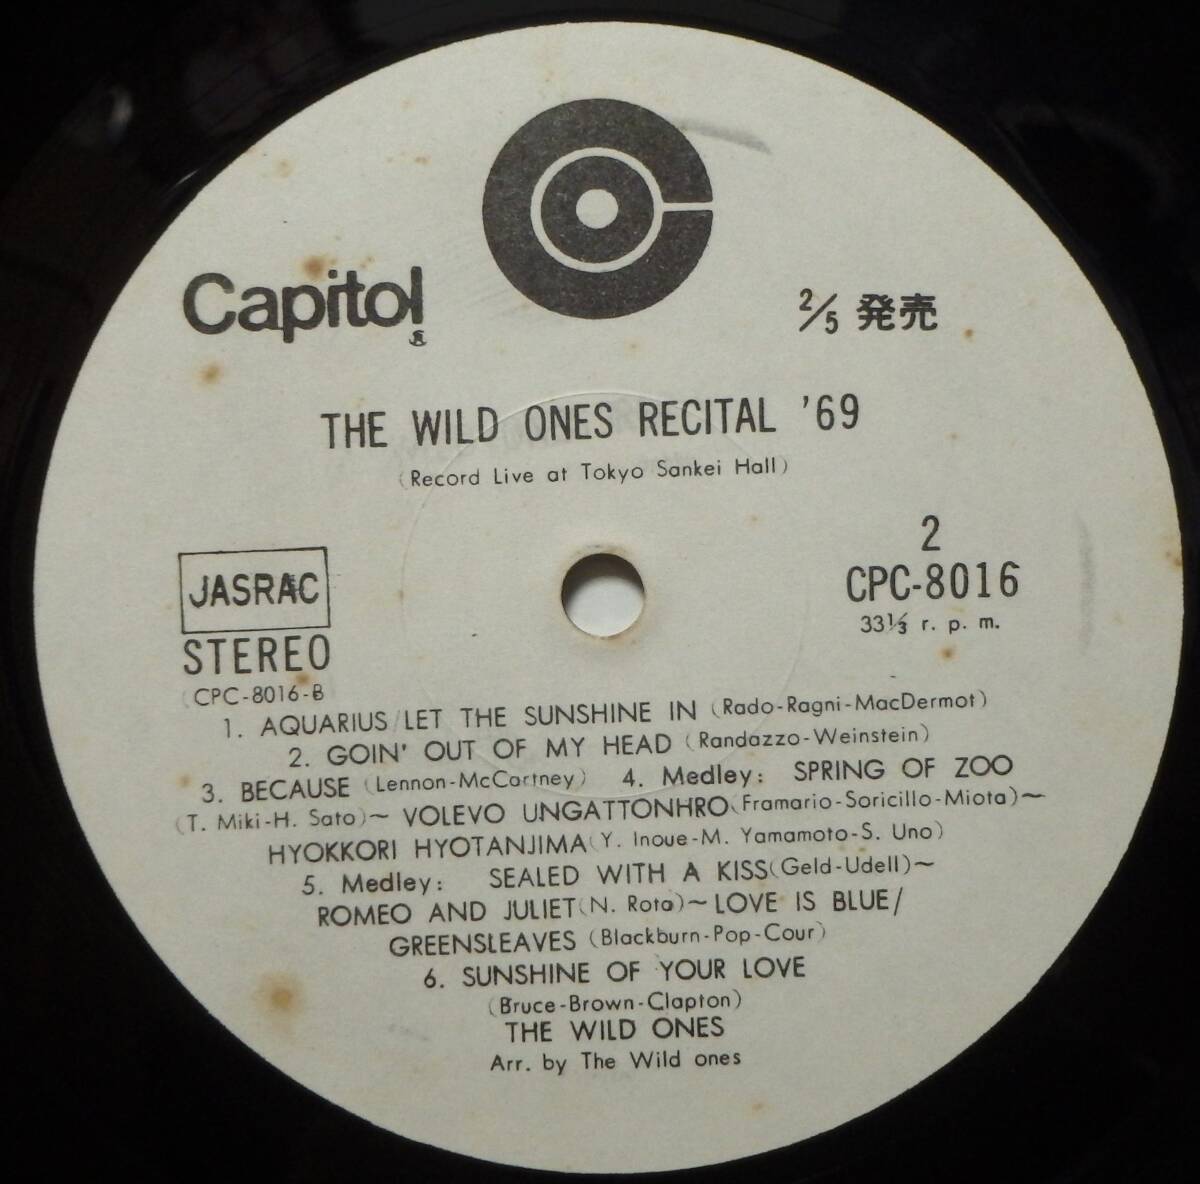 Capitol
®
2/5 発売
THE WILD ONES RECITAL '69
(Record Live at Tokyo Sankei Hall)
JASRAC
STEREO
(CPC-8016-B
2
CPC-8016
33⅓ r. p. m.
1. AQUARIUS/LET THE SUNSHINE IN (Rado-Ragni-MacDermot)
2. GOIN' OUT OF MY HEAD (Randazzo-Weinstein)
3. BECAUSE (Lennon-McCartney) 4. Medley: SPRING OF ZOO
(T. Miki-H. Sato)~ VOLEVO UNGATTONHRO(Framario-Soricillo-Miota)~
HYOKKORI HYOTANJIMA(Y. Inoue-M. Yamamoto-S. Uno)
5. Medley: SEALED WITH A KISS(Geld-Udell)~
ROMEO AND JULIET(N. Rota)~LOVE IS BLUE/
GREENSLEAVES (Blackburn-Pop-Cour)
6. SUNSHINE OF YOUR LOVE
(Bruce-Brown-Clapton)
THE WILD ONES
Arr. by The Wild ones